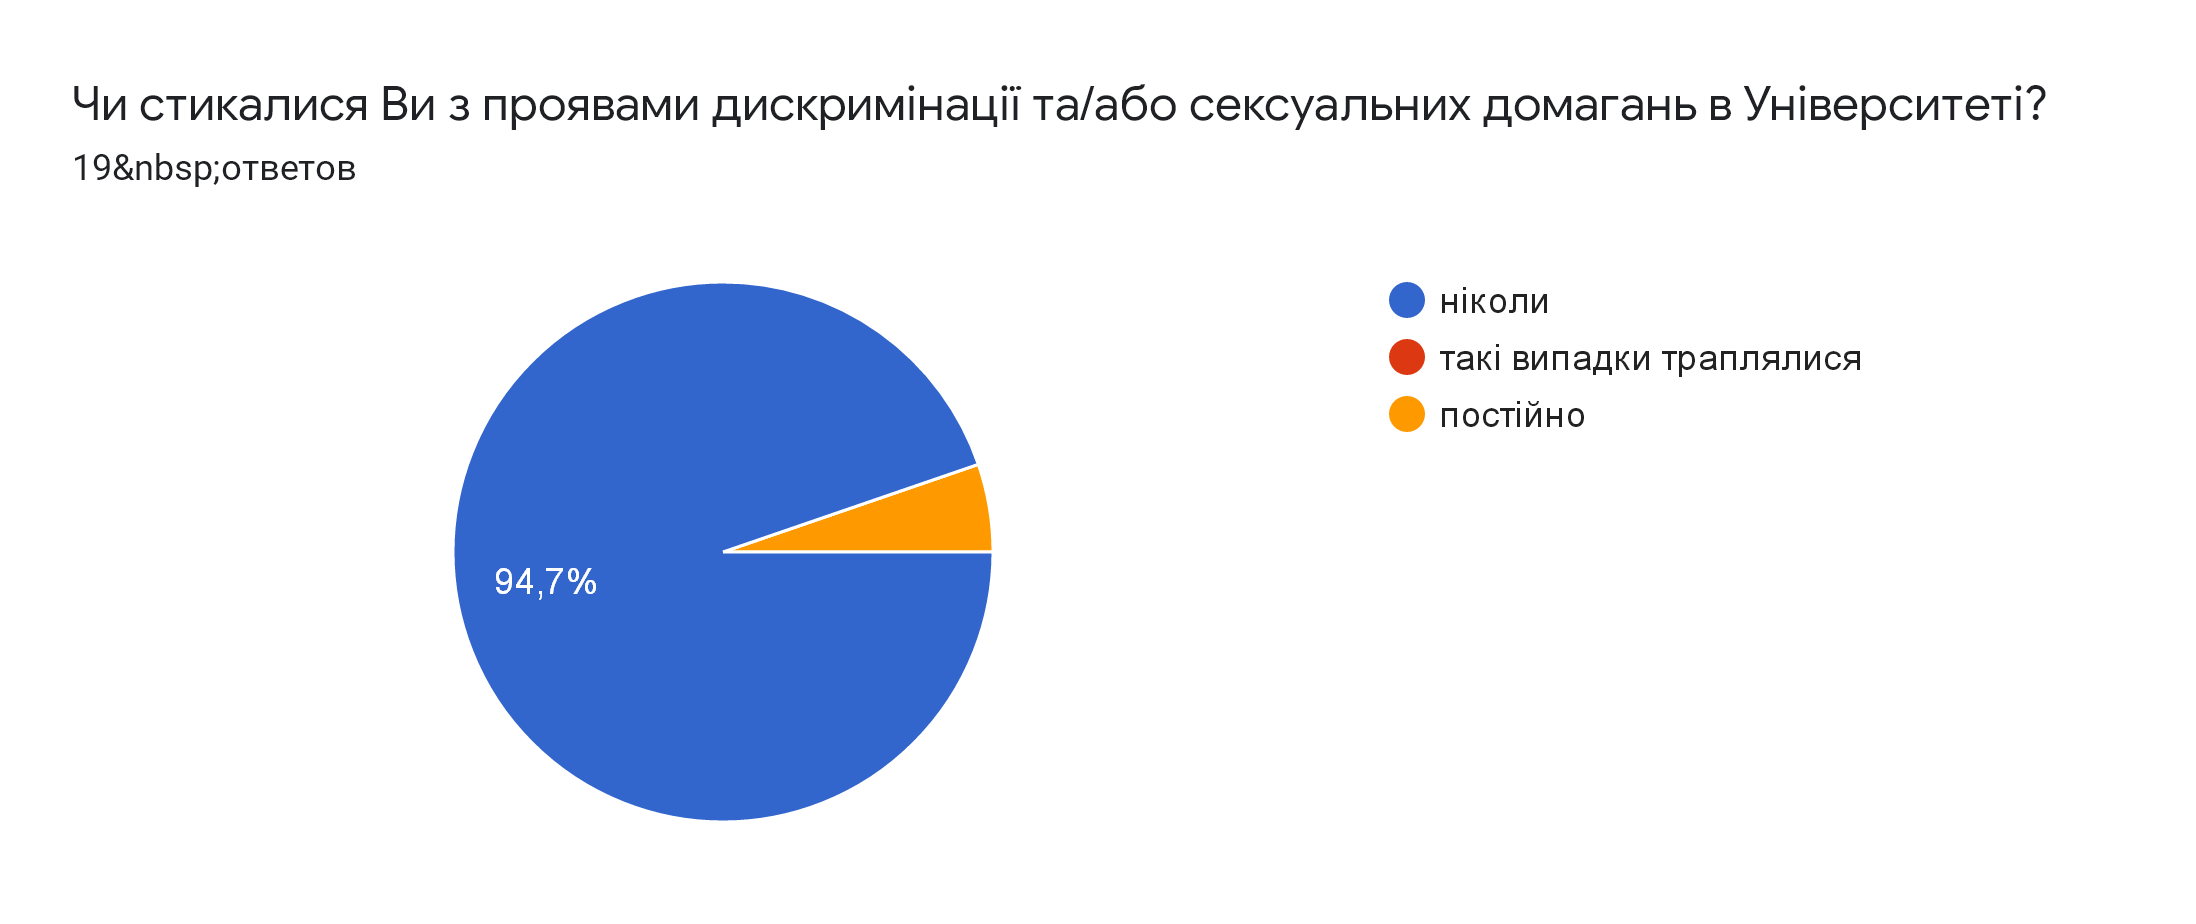 Чи стикалися Ви з проявами дискримінації та/або сексуальних домагань в Університеті?
19&nbsp;ответов
ніколи
такі випадки траплялися
постійно
94,7%